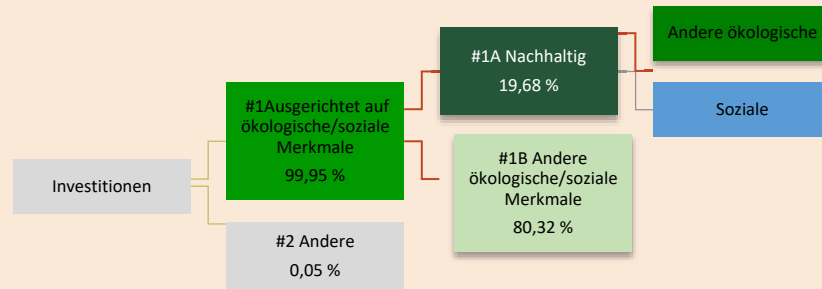 Investitionen
#1Ausgerichtet auf
ökologische/soziale
Merkmale
99,95 %
#2 Andere
0,05 %
#1A Nachhaltig
19,68 %
#1B Andere
ökologische/soziale
Merkmale
80,32 %
Andere ökologische
Soziale